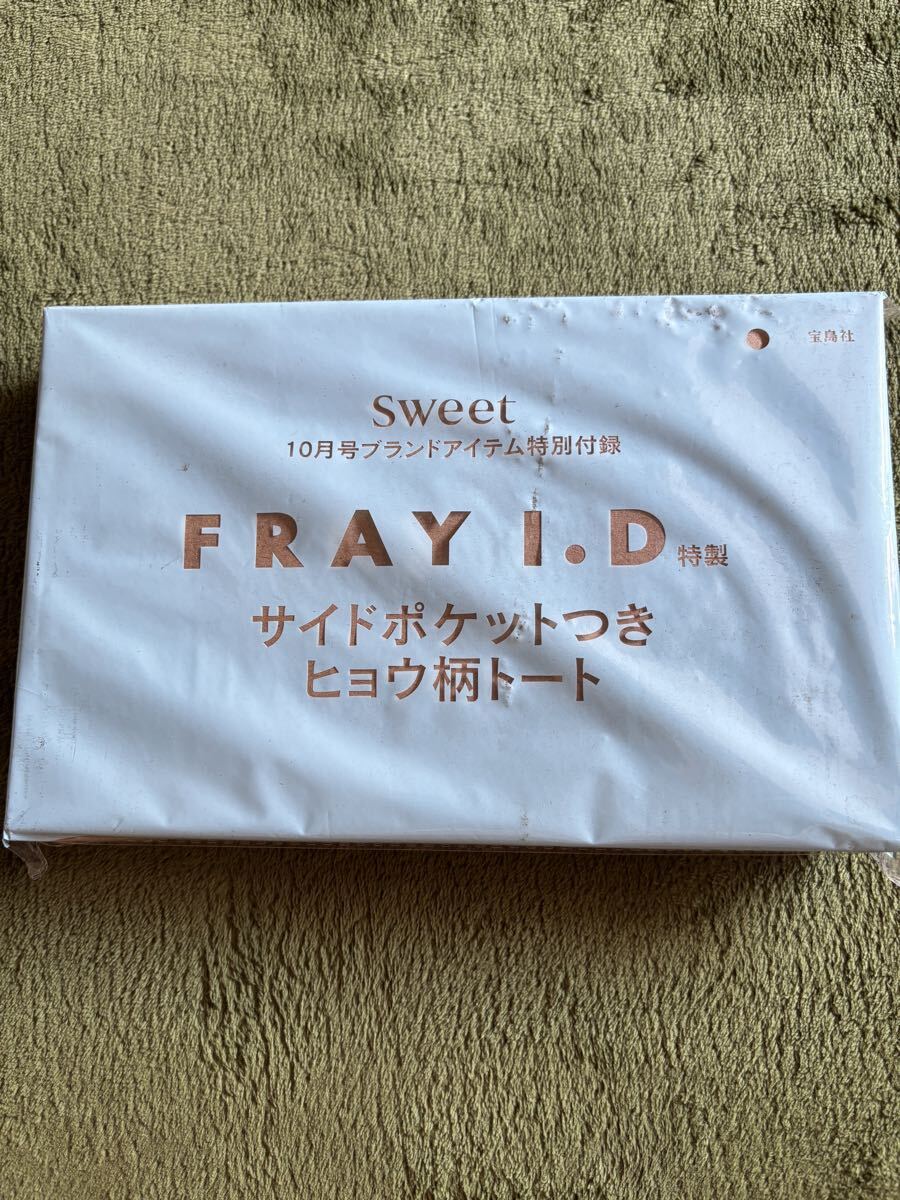 宝島社
sweet
10月号ブランドアイテム特別付録
FRAY I.D 特製
サイドポケットつき
ヒョウ柄トート